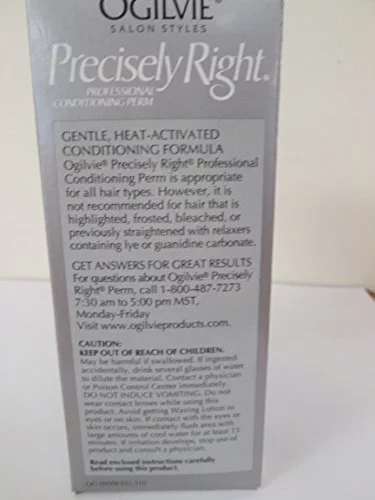 OGILVIE®
SALON STYLES
Precisely Right®
PROFESSIONAL
CONDITIONING PERM
GENTLE, HEAT-ACTIVATED
CONDITIONING FORMULA
Ogilvie® Precisely Right® Professional
Conditioning Perm is appropriate
for all hair types. However, it is
not recommended for hair that is
highlighted, frosted, bleached, or
previously straightened with relaxers
containing lye or guanidine carbonate.
GET ANSWERS FOR GREAT RESULTS
For questions about Ogilvie® Precisely
Right® Perm, call 1-800-487-7273
7:30 am to 5:00 pm MST,
Monday-Friday
Visit www.ogilvieproducts.com.
CAUTION:
KEEP OUT OF REACH OF CHILDREN.
May be harmful if swallowed. If ingested
accidentally, drink several glasses of water
to dilute the material. Contact a physician
or Poison Control Center immediately.
DO NOT INDUCE VOMITING. Do not
wear contact lenses while using this
product. Avoid getting Waving Lotion in
eyes or on skin. If contact with the eyes or
skin occurs, immediately flush area with
large amounts of cool water for at least 15
minutes. If irritation develops, stop use of
product and consult a physician.
Read enclosed instructions carefully
before using this product.